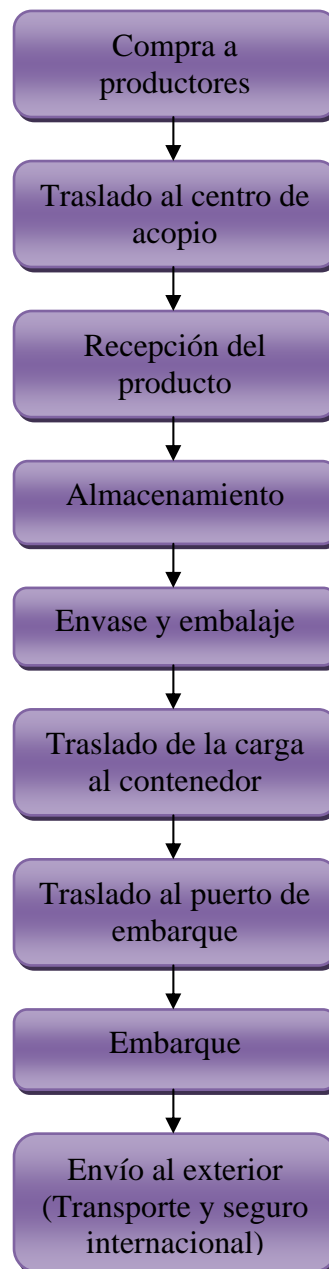 Compra a
productores
Traslado al centro de
acopio
Recepción del
producto
Almacenamiento
Envase y embalaje
Traslado de la carga
al contenedor
Traslado al puerto de
embarque
Embarque
Envío al exterior
(Transporte y seguro
internacional)